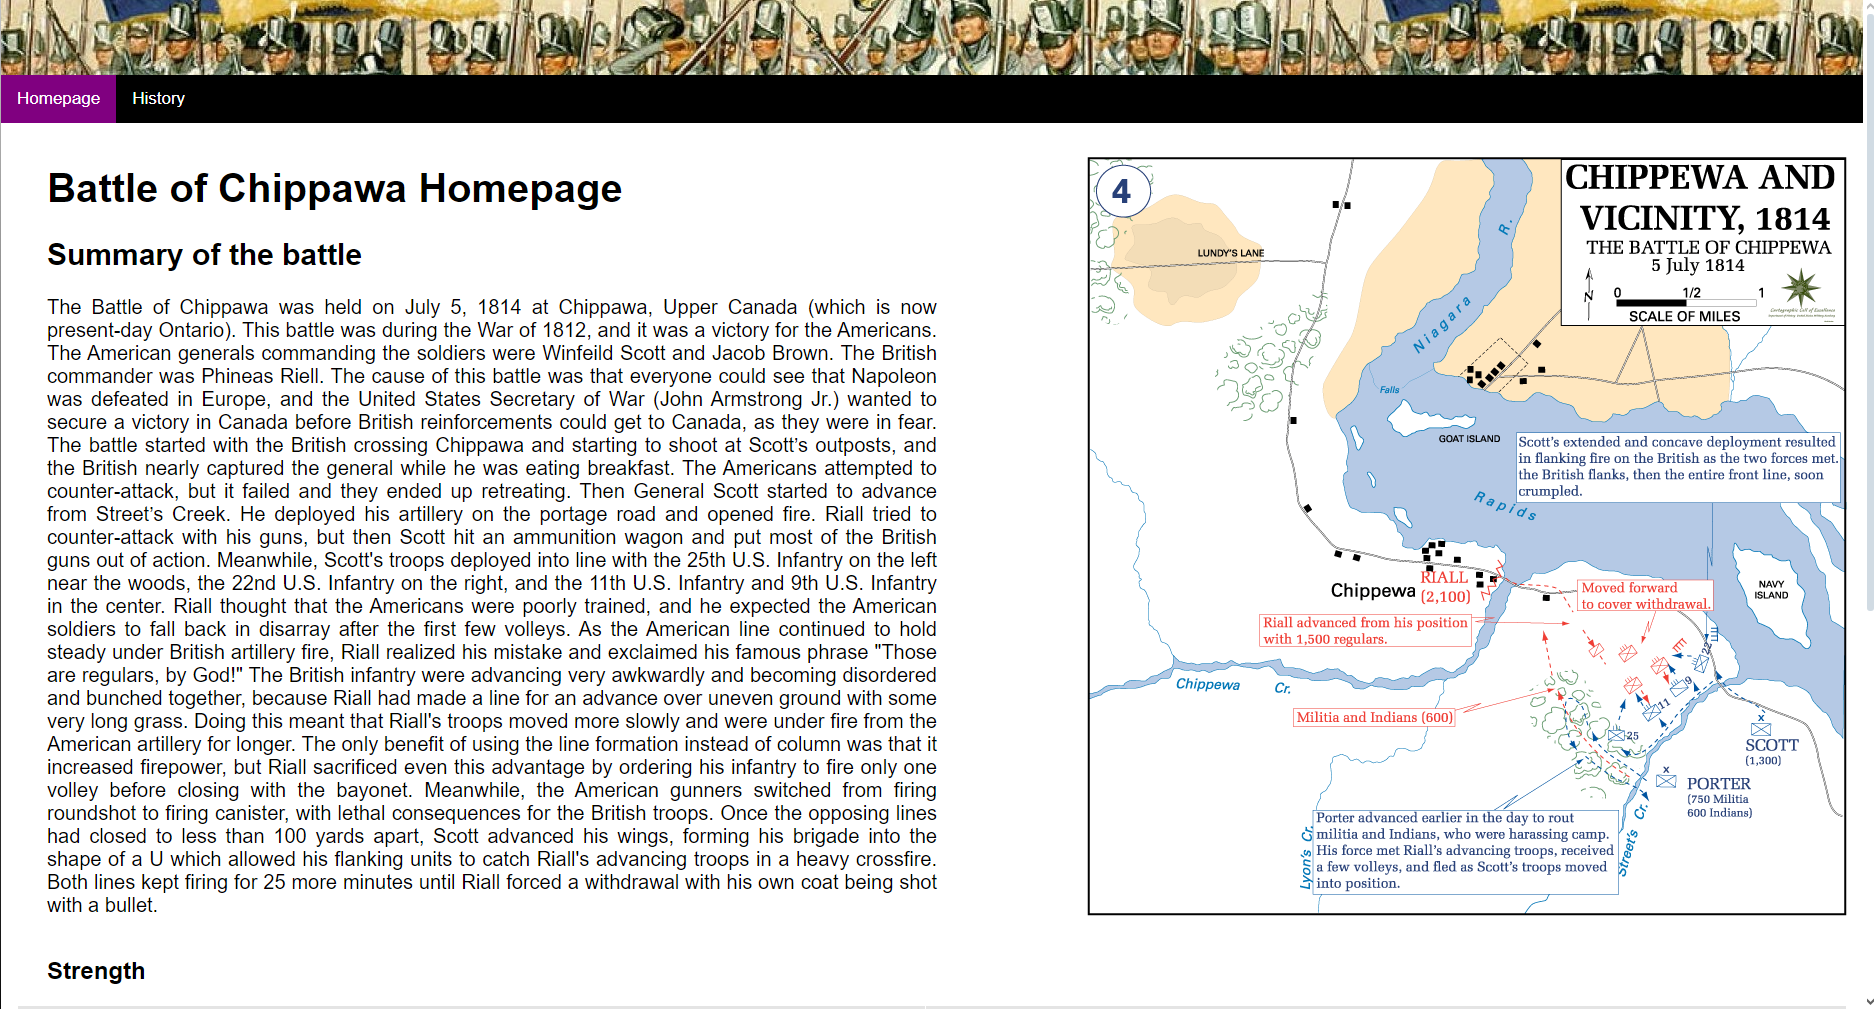 Homepage
History
Battle of Chippawa Homepage
Summary of the battle
The Battle of Chippawa was held on July 5, 1814 at Chippawa, Upper Canada (which is now
present-day Ontario). This battle was during the War of 1812, and it was a victory for the Americans.
The American generals commanding the soldiers were Winfeild Scott and Jacob Brown. The British
commander was Phineas Riell. The cause of this battle was that everyone could see that Napoleon
was defeated in Europe, and the United States Secretary of War (John Armstrong Jr.) wanted to
secure a victory in Canada before British reinforcements could get to Canada, as they were in fear.
The battle started with the British crossing Chippawa and starting to shoot at Scott's outposts, and
the British nearly captured the general while he was eating breakfast. The Americans attempted to
counter-attack, but it failed and they ended up retreating. Then General Scott started to advance
from Street's Creek. He deployed his artillery on the portage road and opened fire. Riall tried to
counter-attack with his guns, but then Scott hit an ammunition wagon and put most of the British
guns out of action. Meanwhile, Scott's troops deployed into line with the 25th U.S. Infantry on the left
near the woods, the 22nd U.S. Infantry on the right, and the 11th U.S. Infantry and 9th U.S. Infantry
in the center. Riall thought that the Americans were poorly trained, and he expected the American
soldiers to fall back in disarray after the first few volleys. As the American line continued to hold
steady under British artillery fire, Riall realized his mistake and exclaimed his famous phrase "Those
are regulars, by God!" The British infantry were advancing very awkwardly and becoming disordered
and bunched together, because Riall had made a line for an advance over uneven ground with some
very long grass. Doing this meant that Riall's troops moved more slowly and were under fire from the
American artillery for longer. The only benefit of using the line formation instead of column was that it
increased firepower, but Riall sacrificed even this advantage by ordering his infantry to fire only one
volley before closing with the bayonet. Meanwhile, the American gunners switched from firing
roundshot to firing canister, with lethal consequences for the British troops. Once the opposing lines
had closed to less than 100 yards apart, Scott advanced his wings, forming his brigade into the
shape of a U which allowed his flanking units to catch Riall's advancing troops in a heavy crossfire.
Both lines kept firing for 25 more minutes until Riall forced a withdrawal with his own coat being shot
with a bullet.
Strength
4
CHIPPEWA AND
VICINITY, 1814
THE BATTLE OF CHIPPEWA
5 July 1814
N
0 1/2 1
SCALE OF MILES
LUNDY'S LANE
Niagara R.
Falls
GOAT ISLAND
Scott's extended and concave deployment resulted
in flanking fire on the British as the two forces met.
the British flanks, then the entire front line, soon
crumpled.
Rapids
NAVY
ISLAND
Chippewa
RIALL
(2,100)
Moved forward
to cover withdrawal.
Riall advanced from his position
with 1,500 regulars.
Chippewa Cr.
Militia and Indians (600)
22
9
11
25
X
SCOTT
(1,300)
X
PORTER
(750 Militia
600 Indians)
Porter advanced earlier in the day to rout
militia and Indians, who were harassing camp.
His force met Riall's advancing troops, received
a few volleys, and fled as Scott's troops moved
into position.
Lyon's Cr.
Street's Cr.